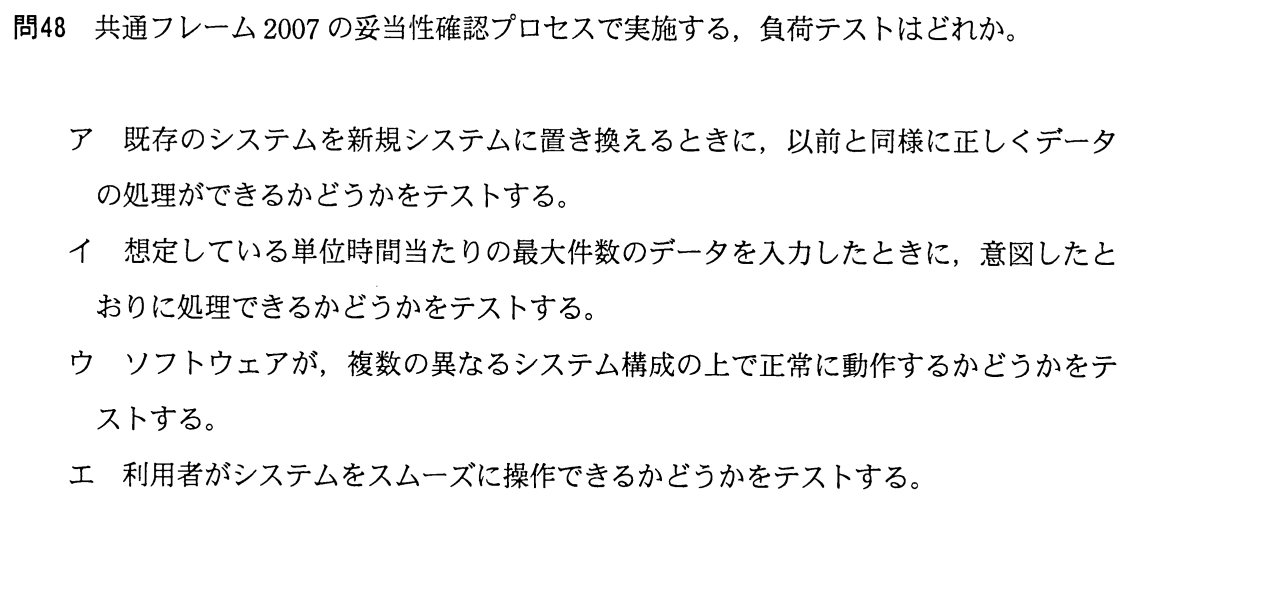 問48 共通フレーム2007の妥当性確認プロセスで実施する，負荷テストはどれか。
ア 既存のシステムを新規システムに置き換えるときに，以前と同様に正しくデータ
の処理ができるかどうかをテストする。
イ 想定している単位時間当たりの最大件数のデータを入力したときに，意図したと
おりに処理できるかどうかをテストする。
ウ ソフトウェアが，複数の異なるシステム構成の上で正常に動作するかどうかをテ
ストする。
エ 利用者がシステムをスムーズに操作できるかどうかをテストする。